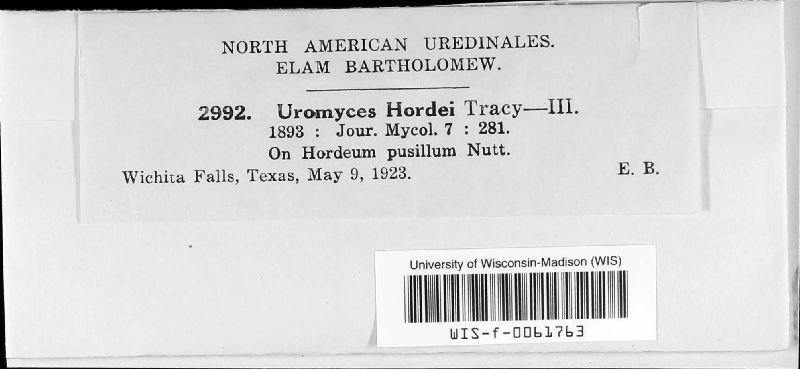 NORTH AMERICAN UREDINALES.
ELAM BARTHOLOMEW.
2992. Uromyces Hordei Tracy—III.
1893 : Jour. Mycol. 7 : 281.
On Hordeum pusillum Nutt.
Wichita Falls, Texas, May 9, 1923. E. B.
University of Wisconsin-Madison (WIS)
WIS-f-0061763